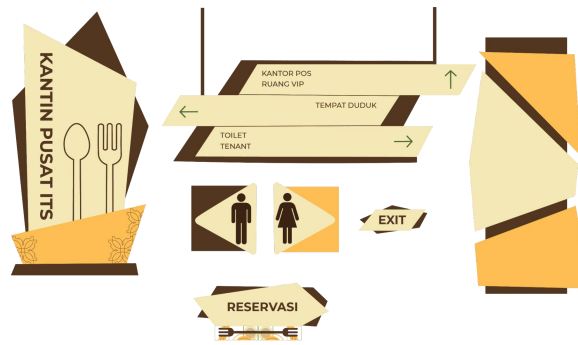 KANTIN PUSAT ITS
KANTOR POS
RUANG VIP
TEMPAT DUDUK
TOILET
TENANT
EXIT
RESERVASI